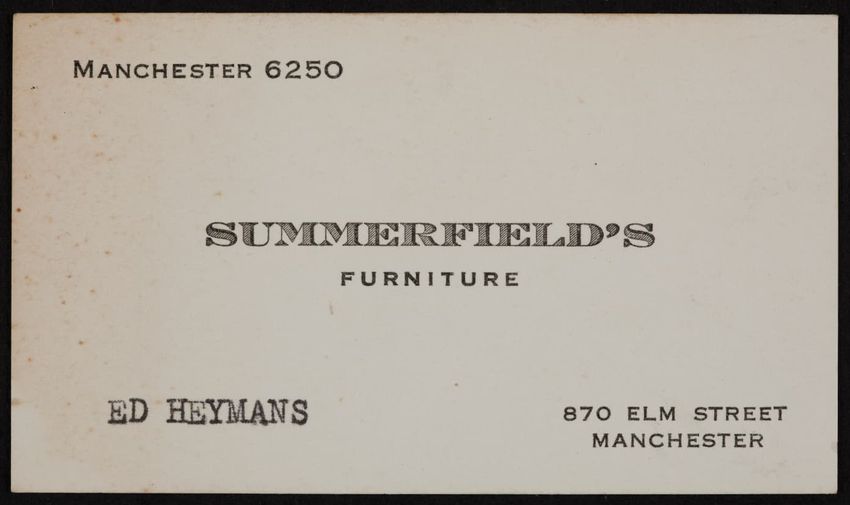 MANCHESTER 6250
SUMMERFIELD'S
FURNITURE
ED HEYMANS
870 ELM STREET
MANCHESTER